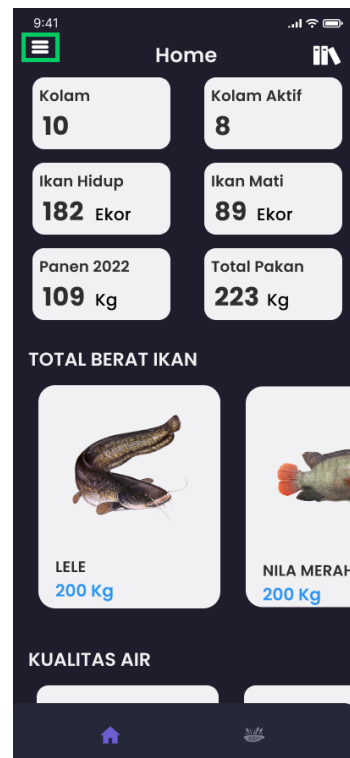 9:41
Home
Kolam
10
Kolam Aktif
8
Ikan Hidup
182 Ekor
Ikan Mati
89 Ekor
Panen 2022
109 Kg
Total Pakan
223 Kg
TOTAL BERAT IKAN
LELE
200 Kg
NILA MERAH
200 Kg
KUALITAS AIR